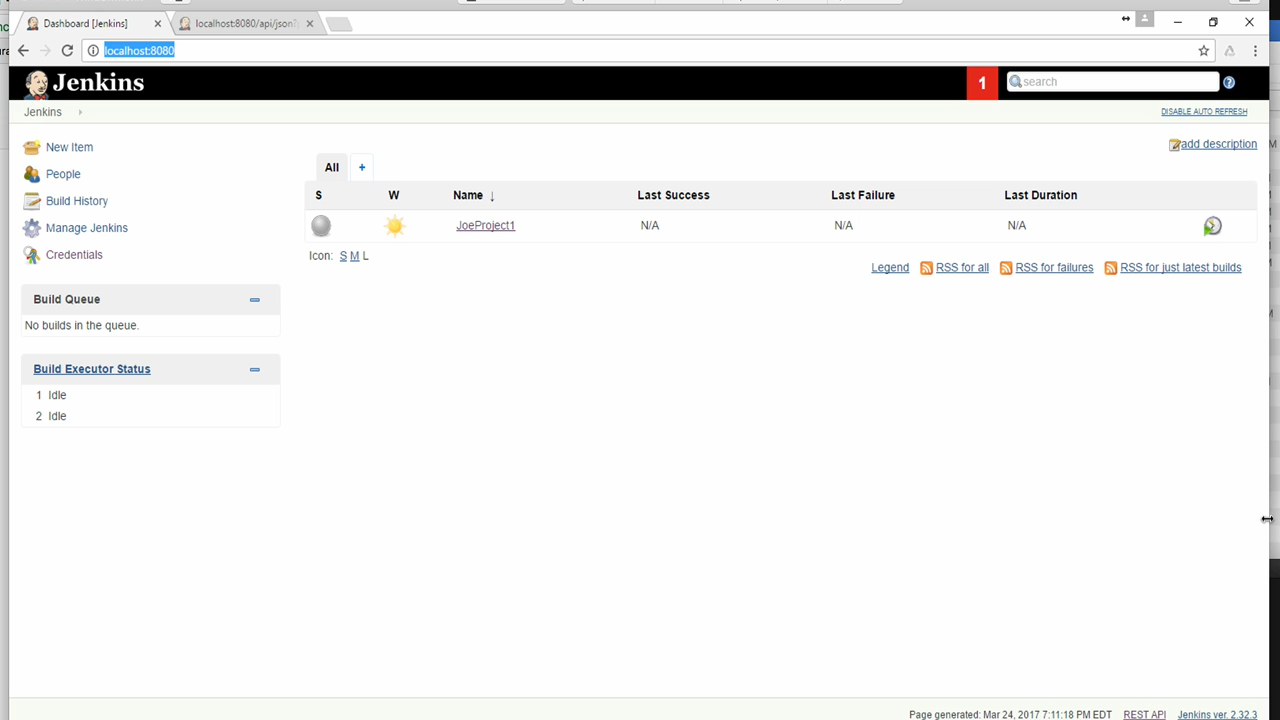 Dashboard [Jenkins]
localhost:8080/api/json?
localhost:8080
Jenkins
1
search
Jenkins
DISABLE AUTO REFRESH
New Item
People
Build History
Manage Jenkins
Credentials
add description
All +
S W Name ↓ Last Success Last Failure Last Duration
JoeProject1 N/A N/A N/A
Icon: S M L
Legend RSS for all RSS for failures RSS for just latest builds
Build Queue
No builds in the queue.
Build Executor Status
1 Idle
2 Idle
Page generated: Mar 24, 2017 7:11:18 PM EDT REST API Jenkins ver. 2.32.3